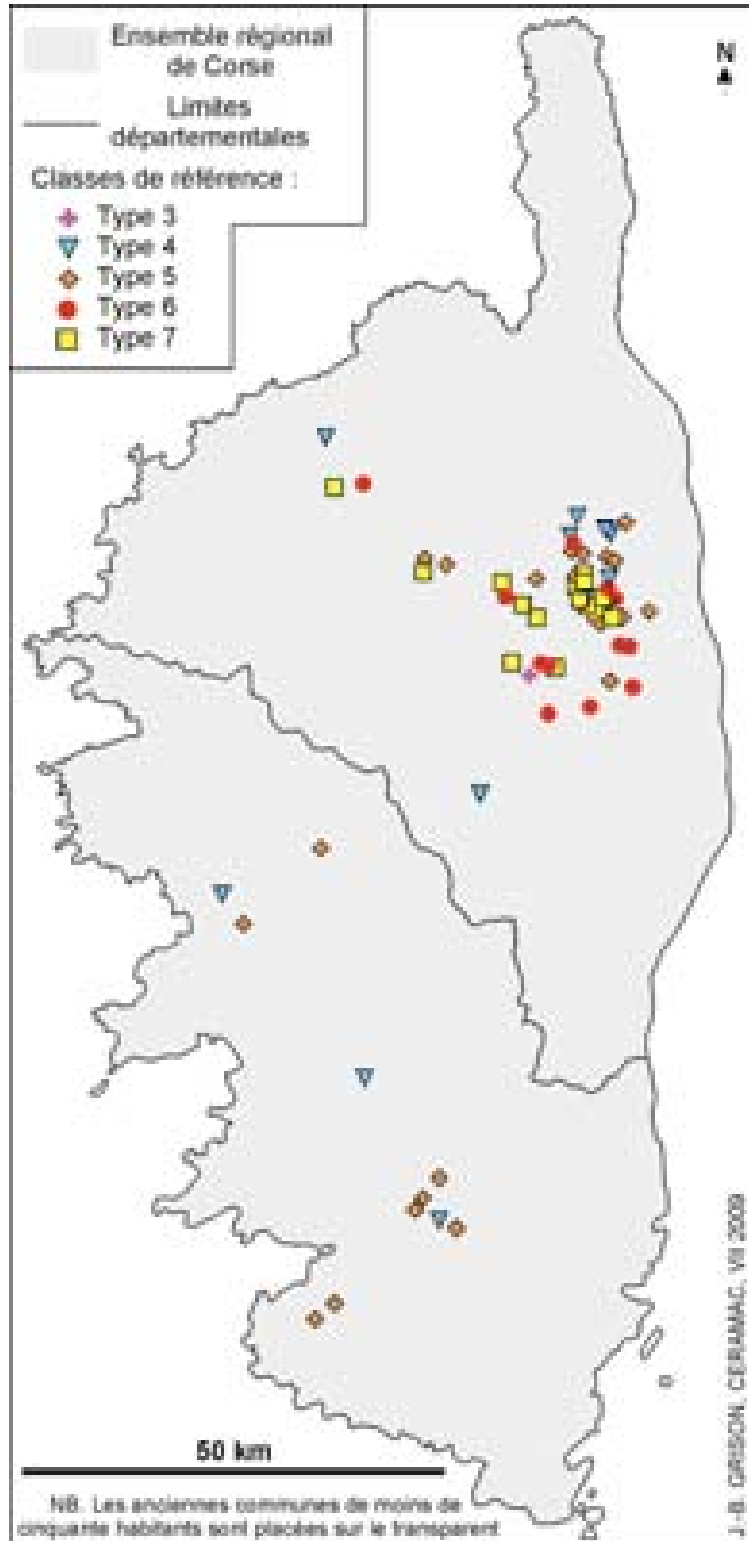 Ensemble régional
de Corse
Limites
départementales
Classes de référence :
Type 3
Type 4
Type 5
Type 6
Type 7
N
50 km
NB. Les anciennes communes de moins de
cinquante habitants sont placées sur le transparent
J.-B. GRISON, CERAMAC, VII 2009